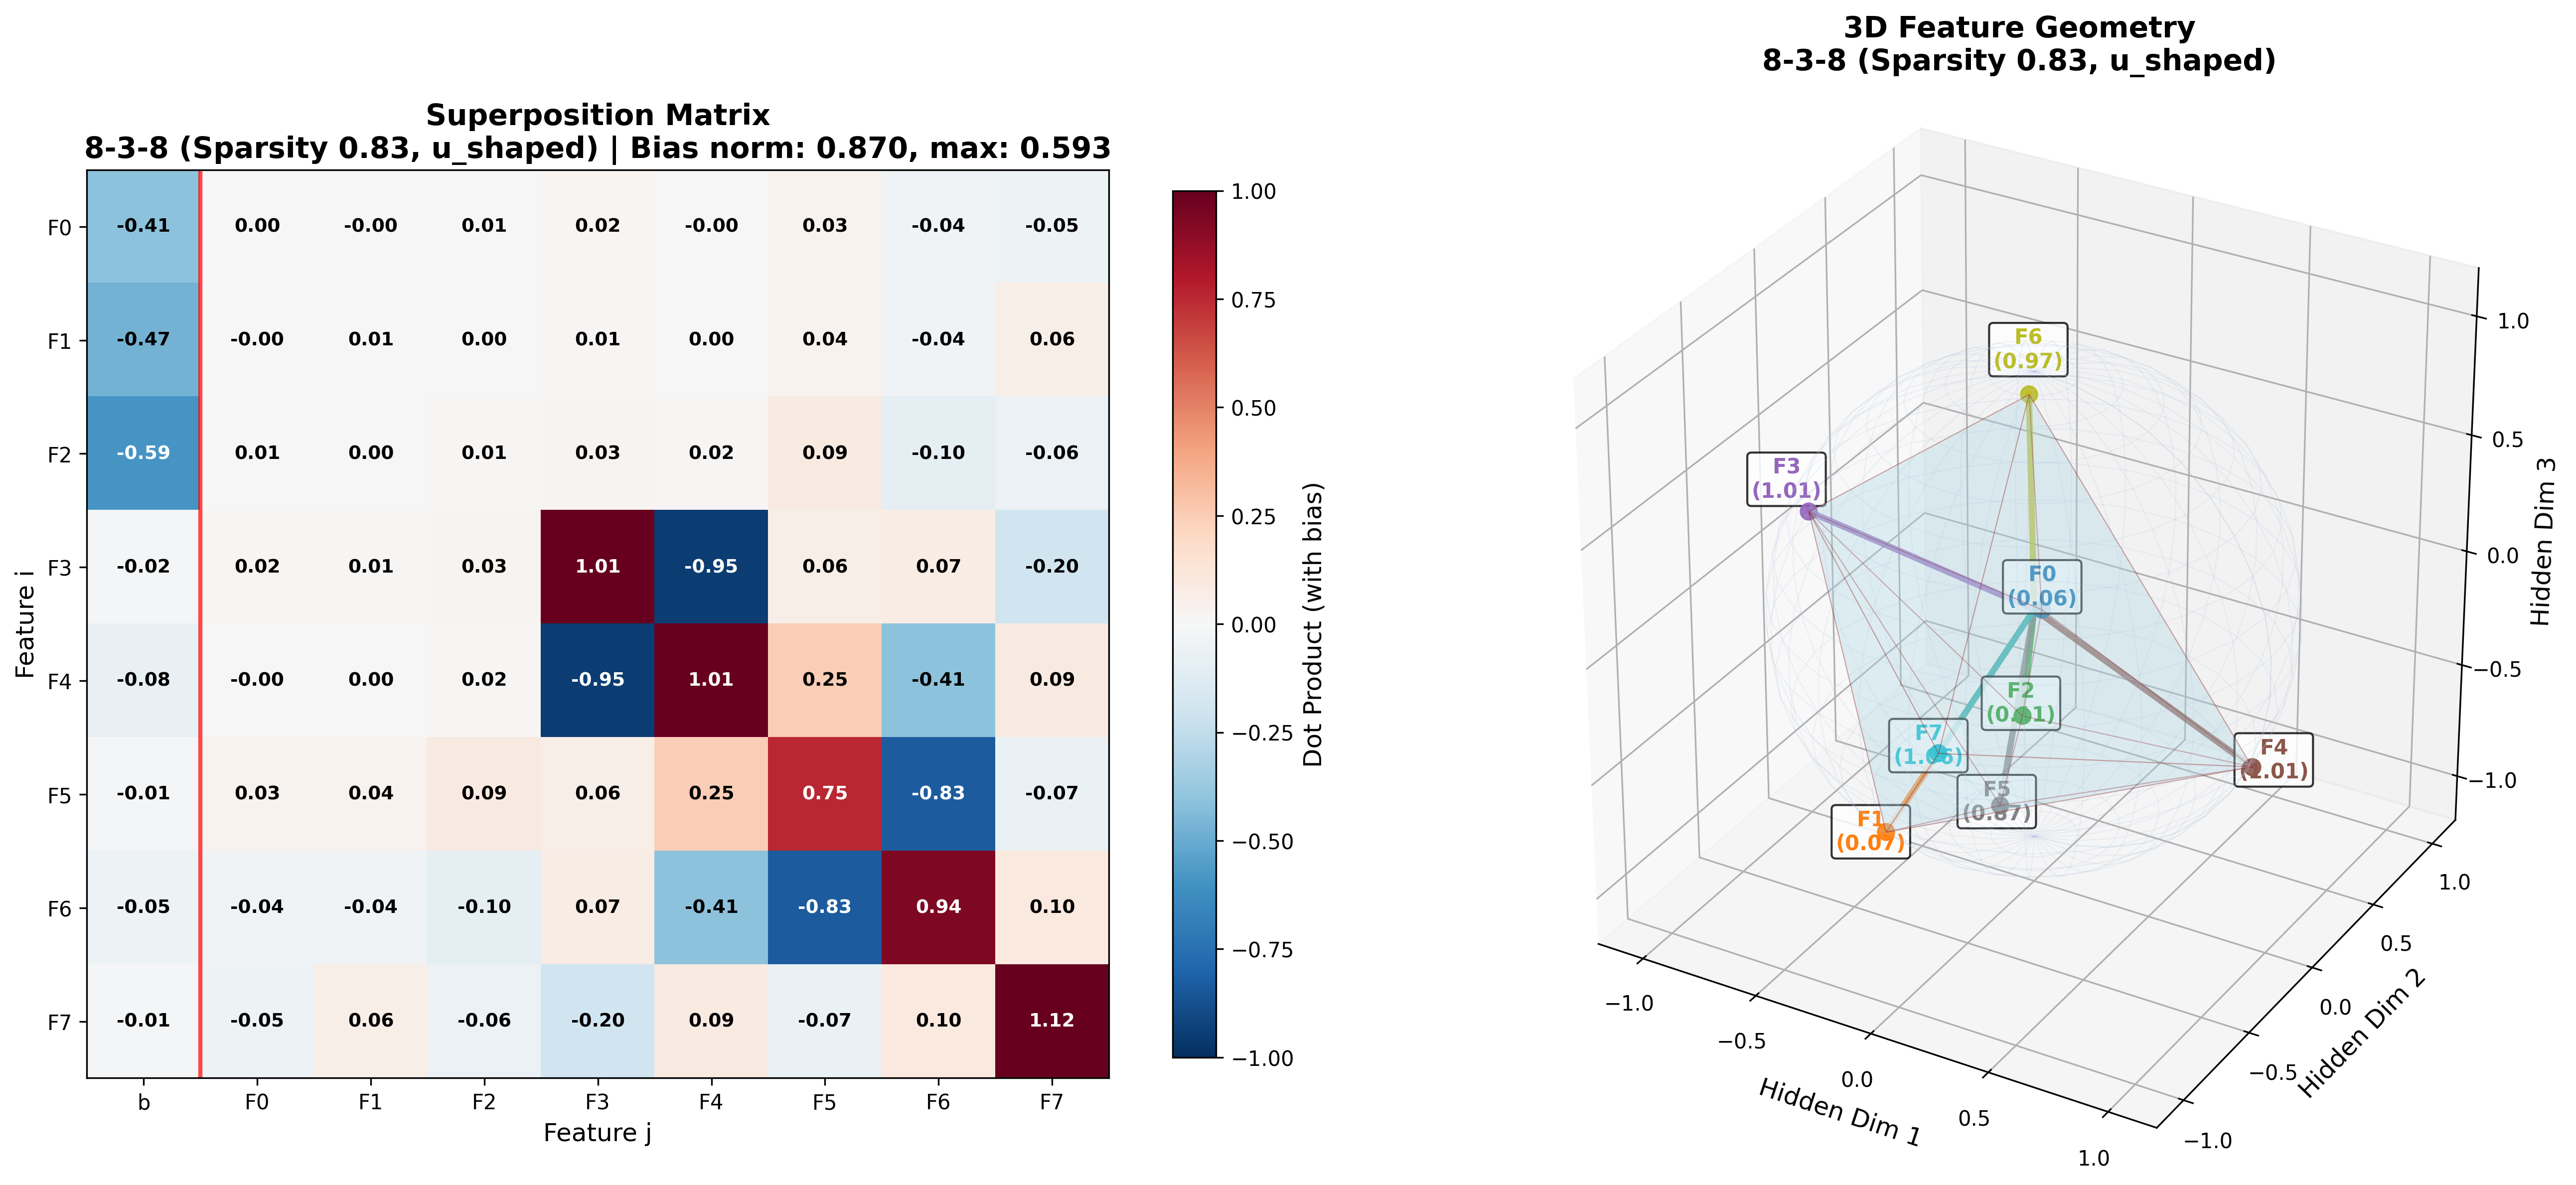 Superposition Matrix
8-3-8 (Sparsity 0.83, u_shaped) | Bias norm: 0.870, max: 0.593
F0 -0.41 0.00 -0.00 0.01 0.02 -0.00 0.03 -0.04 -0.05
F1 -0.47 -0.00 0.01 0.00 0.01 0.00 0.04 -0.04 0.06
F2 -0.59 0.01 0.00 0.01 0.03 0.02 0.09 -0.10 -0.06
F3 -0.02 0.02 0.01 0.03 1.01 -0.95 0.06 0.07 -0.20
F4 -0.08 -0.00 0.00 0.02 -0.95 1.01 0.25 -0.41 0.09
F5 -0.01 0.03 0.04 0.09 0.06 0.25 0.75 -0.83 -0.07
F6 -0.05 -0.04 -0.04 -0.10 0.07 -0.41 -0.83 0.94 0.10
F7 -0.01 -0.05 0.06 -0.06 -0.20 0.09 -0.07 0.10 1.12
b F0 F1 F2 F3 F4 F5 F6 F7
Feature j
Feature i
1.00
0.75
0.50
0.25
0.00
−0.25
−0.50
−0.75
−1.00
Dot Product (with bias)
3D Feature Geometry
8-3-8 (Sparsity 0.83, u_shaped)
F6
(0.97)
F3
(1.01)
F0
(0.06)
F2
F7
F4
(1.01)
F5
(0.87)
F1
(0.07)
−1.0
−0.5
0.0
0.5
1.0
Hidden Dim 1
−1.0
−0.5
0.0
0.5
1.0
Hidden Dim 2
1.0
0.5
0.0
−0.5
−1.0
Hidden Dim 3